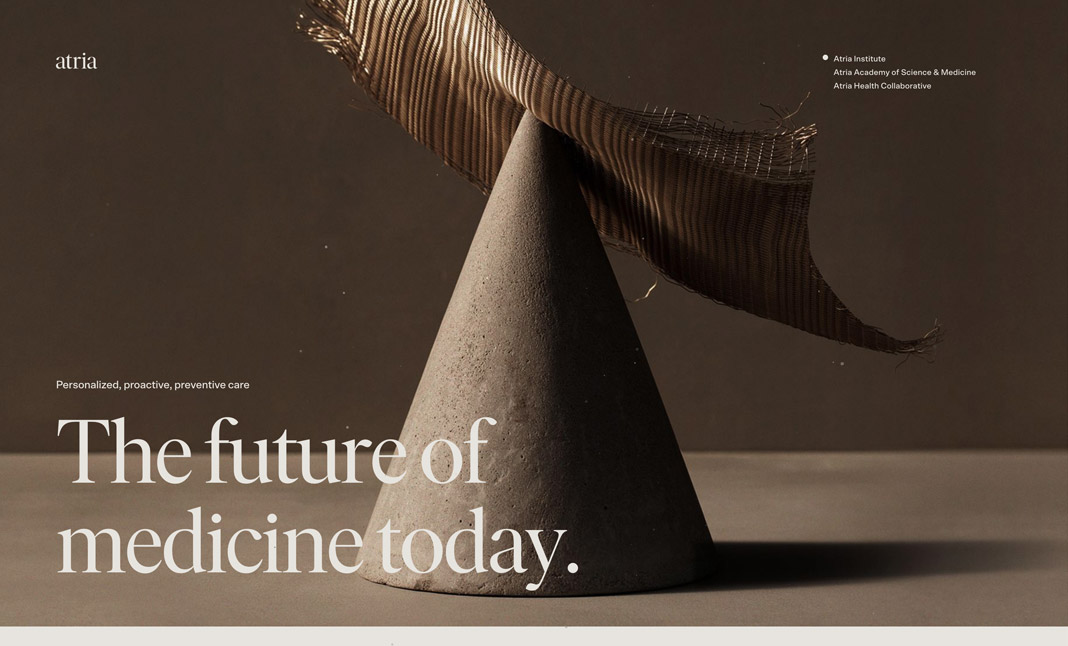 atria
Atria Institute
Atria Academy of Science & Medicine
Atria Health Collaborative
Personalized, proactive, preventive care
The future of
medicine today.